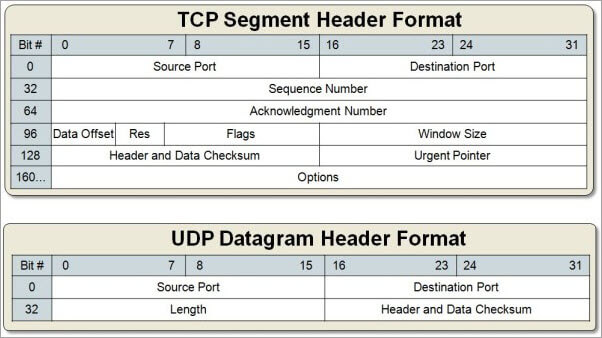 TCP Segment Header Format
Bit # 0 7 8 15 16 23 24 31
0 Source Port Destination Port
32 Sequence Number
64 Acknowledgment Number
96 Data Offset Res Flags Window Size
128 Header and Data Checksum Urgent Pointer
160... Options
UDP Datagram Header Format
Bit # 0 7 8 15 16 23 24 31
0 Source Port Destination Port
32 Length Header and Data Checksum